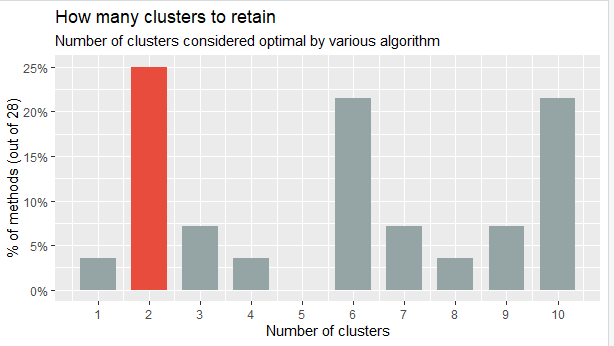 How many clusters to retain
Number of clusters considered optimal by various algorithm
% of methods (out of 28)
25%
20%
15%
10%
5%
0%
1 2 3 4 5 6 7 8 9 10
Number of clusters